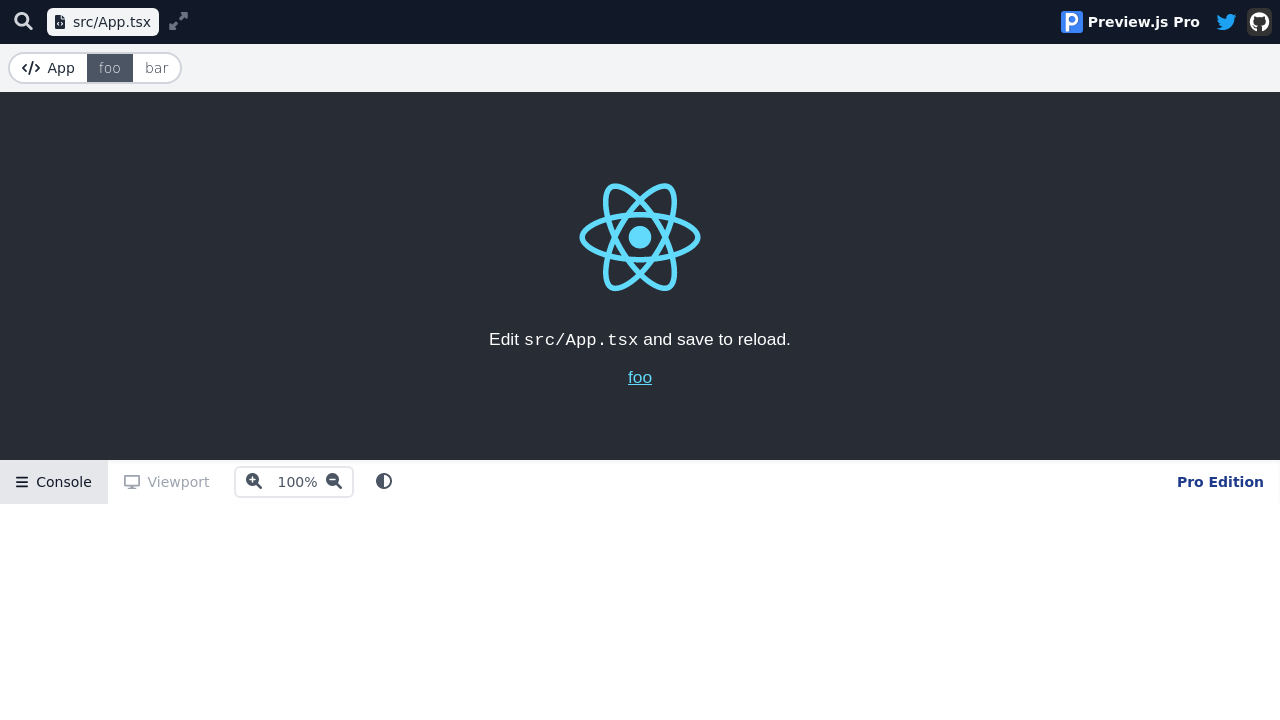 src/App.tsx Preview.js Pro
App foo bar
Edit src/App.tsx and save to reload.
foo
Console Viewport 100% Pro Edition